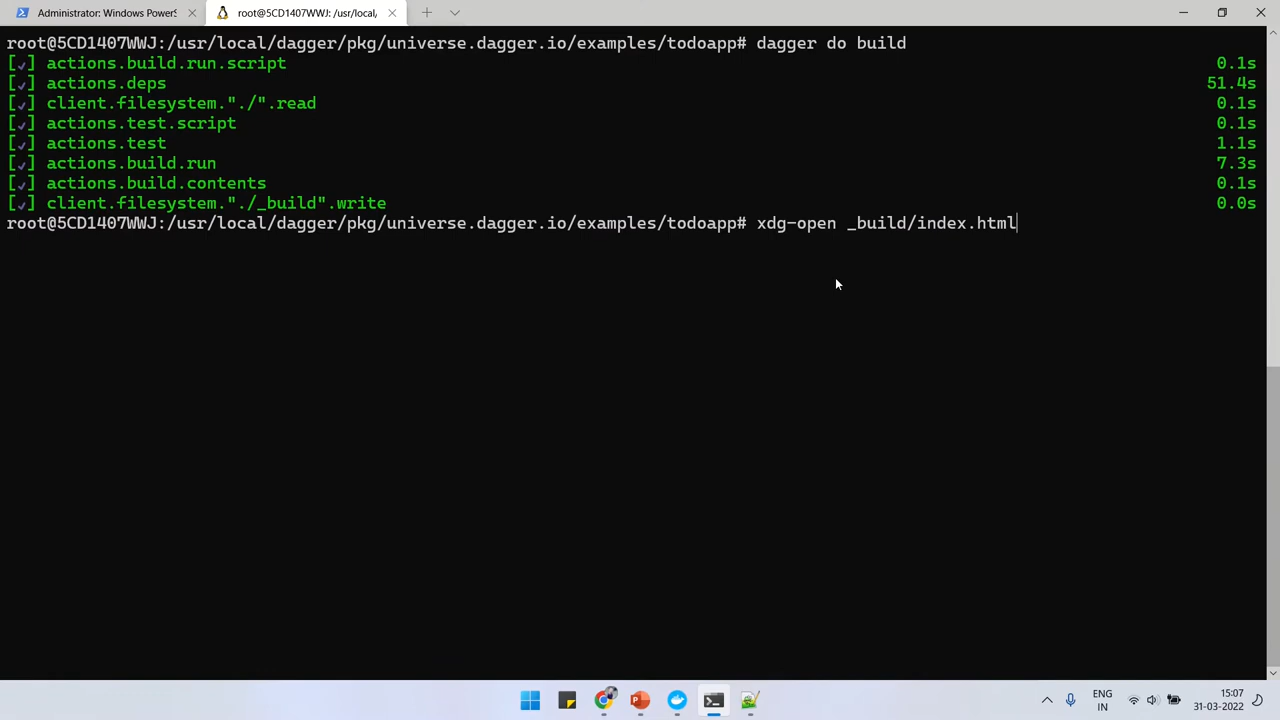 Administrator: Windows PowerS
root@5CD1407WWJ: /usr/local,
root@5CD1407WWJ:/usr/local/dagger/pkg/universe.dagger.io/examples/todoapp# dagger do build
[✔] actions.build.run.script 0.1s
[✔] actions.deps 51.4s
[✔] client.filesystem."./".read 0.1s
[✔] actions.test.script 0.1s
[✔] actions.test 1.1s
[✔] actions.build.run 7.3s
[✔] actions.build.contents 0.1s
[✔] client.filesystem."./_build".write 0.0s
root@5CD1407WWJ:/usr/local/dagger/pkg/universe.dagger.io/examples/todoapp# xdg-open _build/index.html
ENG
IN
15:07
31-03-2022